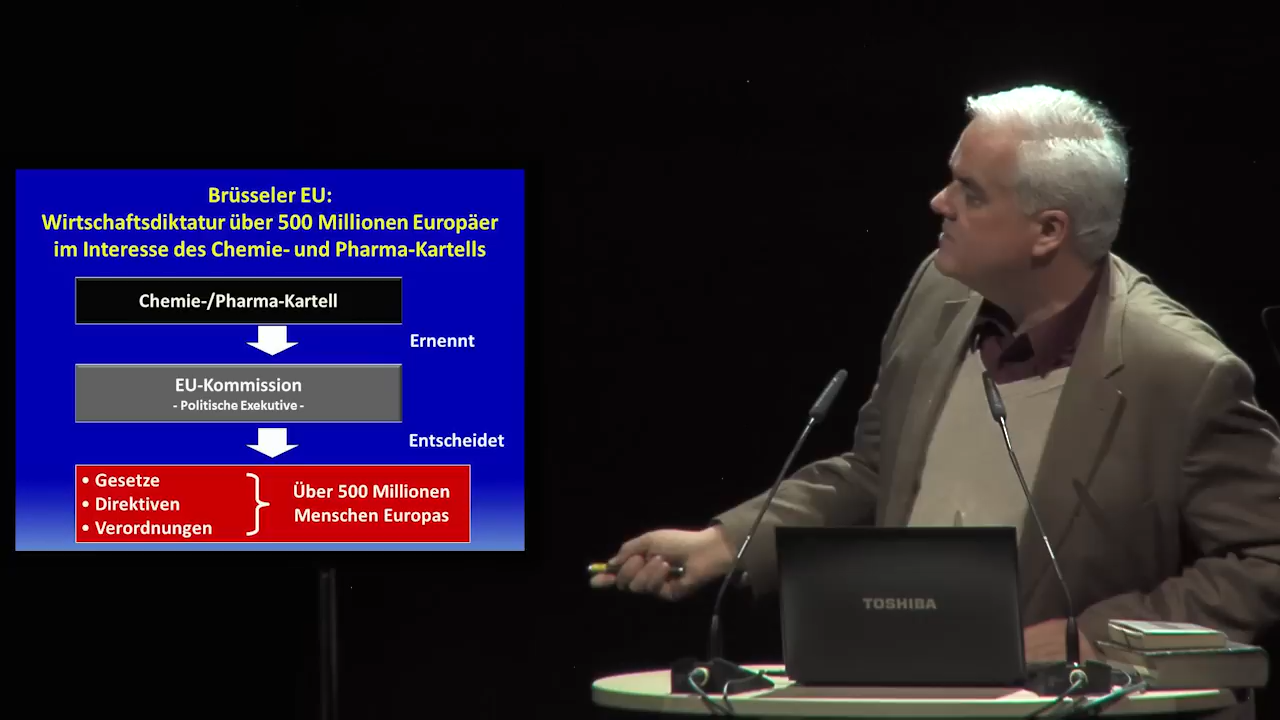 Brüsseler EU:
Wirtschaftsdiktatur über 500 Millionen Europäer
im Interesse des Chemie- und Pharma-Kartells
Chemie-/Pharma-Kartell
Ernennt
EU-Kommission
- Politische Exekutive -
Entscheidet
• Gesetze
• Direktiven
• Verordnungen
Über 500 Millionen
Menschen Europas
TOSHIBA